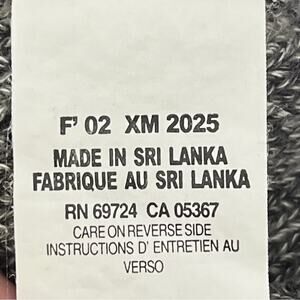 F' 02 XM 2025
MADE IN SRI LANKA
FABRIQUE AU SRI LANKA
RN 69724 CA 05367
CARE ON REVERSE SIDE
INSTRUCTIONS D' ENTRETIEN AU
VERSO